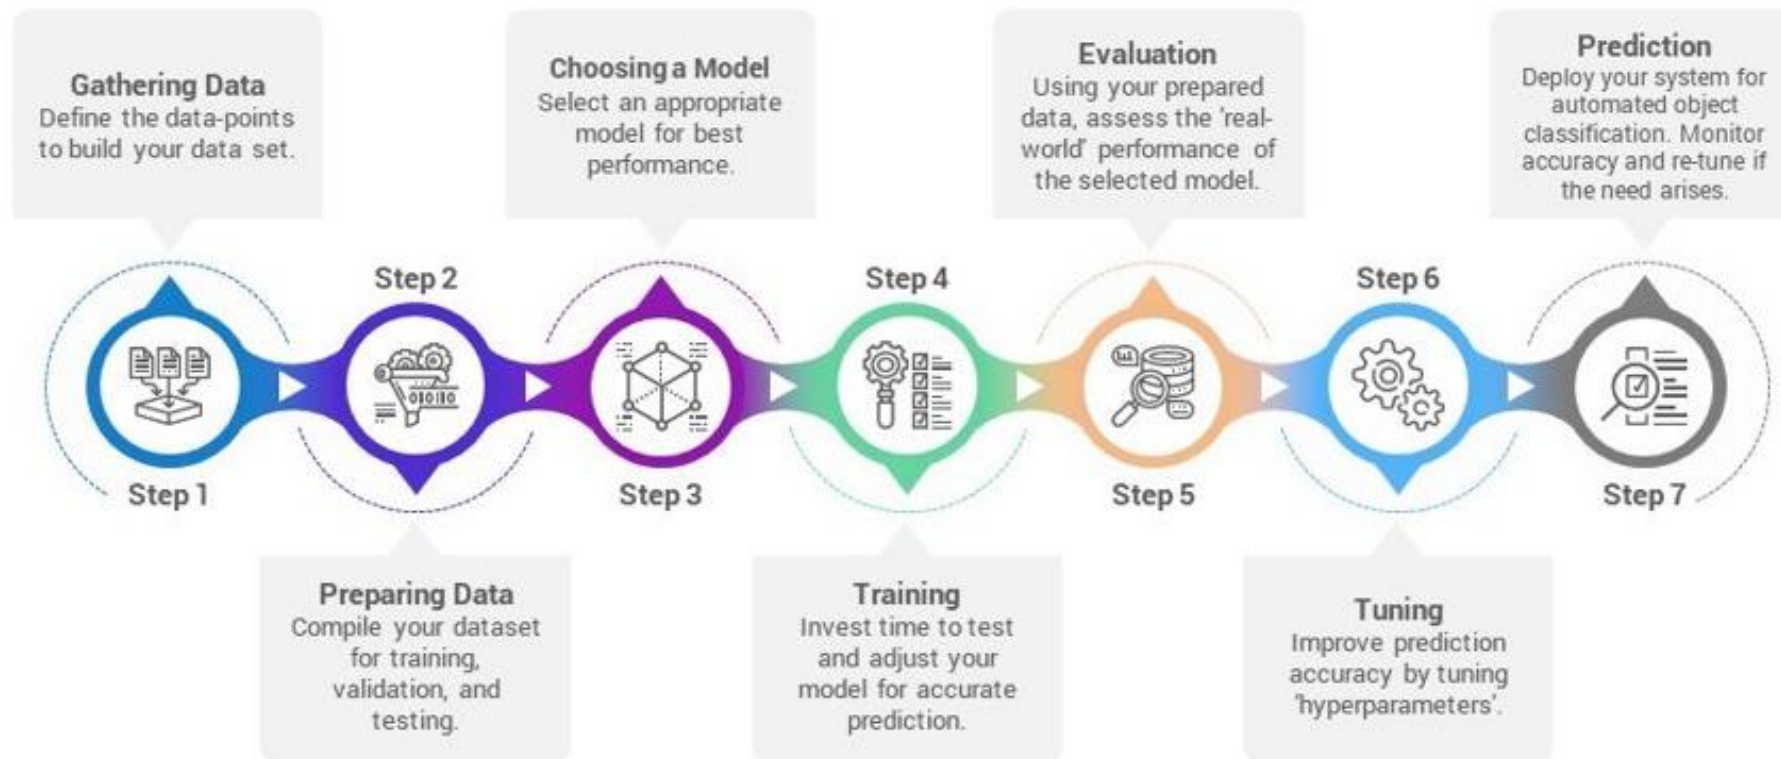 Gathering Data
Define the data-points
to build your data set.
Step 1
Step 2
Preparing Data
Compile your dataset
for training,
validation, and
testing.
Choosing a Model
Select an appropriate
model for best
performance.
Step 3
Step 4
Training
Invest time to test
and adjust your
model for accurate
prediction.
Evaluation
Using your prepared
data, assess the 'real-
world' performance of
the selected model.
Step 5
Step 6
Tuning
Improve prediction
accuracy by tuning
'hyperparameters'.
Prediction
Deploy your system for
automated object
classification. Monitor
accuracy and re-tune if
the need arises.
Step 7